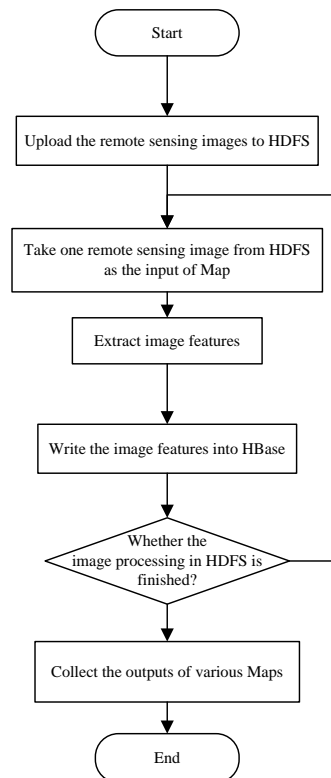 Start
Upload the remote sensing images to HDFS
Take one remote sensing image from HDFS
as the input of Map
Extract image features
Write the image features into HBase
Whether the
image processing in HDFS is
finished?
Collect the outputs of various Maps
End